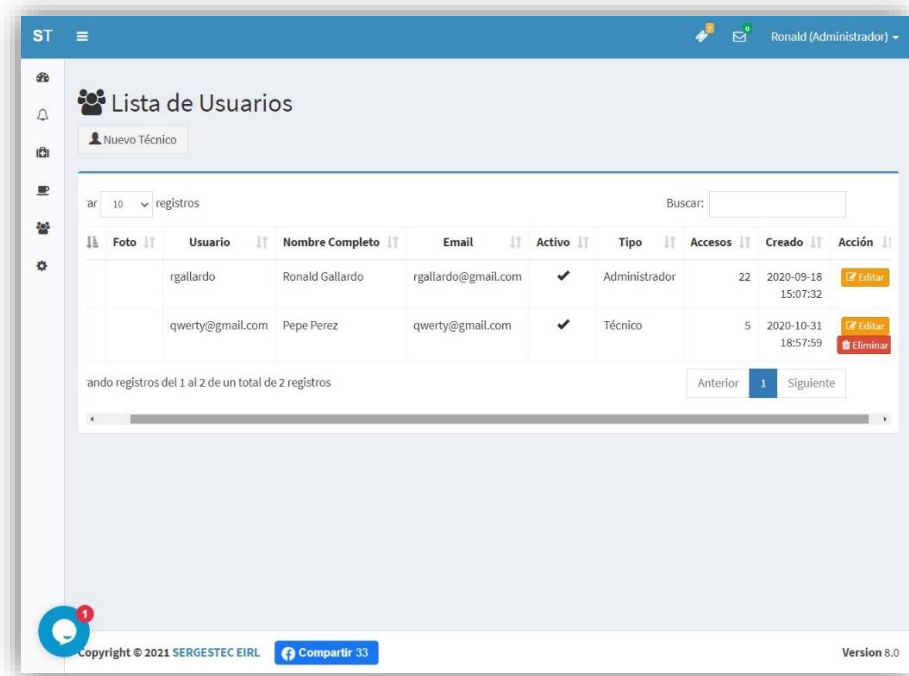 ST
Ronald (Administrador)
Lista de Usuarios
Nuevo Técnico
ar 10 registros Buscar:
Foto Usuario Nombre Completo Email Activo Tipo Accesos Creado Acción
rgallardo Ronald Gallardo rgallardo@gmail.com Administrador 22 2020-09-18 Editar
15:07:32
qwerty@gmail.com Pepe Perez qwerty@gmail.com Técnico 5 2020-10-31 Editar
18:57:59 Eliminar
ando registros del 1 al 2 de un total de 2 registros Anterior 1 Siguiente
1
Copyright © 2021 SERGESTEC EIRL Compartir 33 Version 8.0